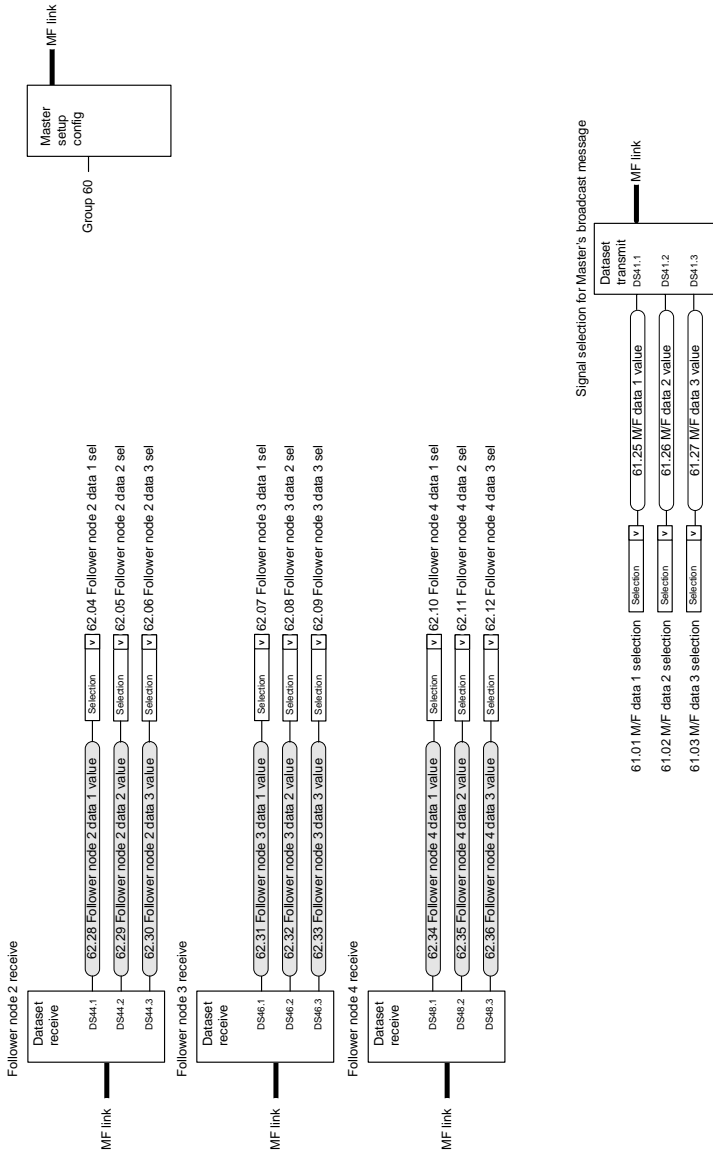 Follower node 2 receive
MF link
Dataset
receive
DS44.1
62.28 Follower node 2 data 1 value
Selection
v
62.04 Follower node 2 data 1 sel
DS44.2
62.29 Follower node 2 data 2 value
Selection
v
62.05 Follower node 2 data 2 sel
DS44.3
62.30 Follower node 2 data 3 value
Selection
v
62.06 Follower node 2 data 3 sel
Group 60
Master
setup
config
MF link
Follower node 3 receive
MF link
Dataset
receive
DS46.1
62.31 Follower node 3 data 1 value
Selection
v
62.07 Follower node 3 data 1 sel
DS46.2
62.32 Follower node 3 data 2 value
Selection
v
62.08 Follower node 3 data 2 sel
DS46.3
62.33 Follower node 3 data 3 value
Selection
v
62.09 Follower node 3 data 3 sel
Follower node 4 receive
MF link
Dataset
receive
DS48.1
62.34 Follower node 4 data 1 value
Selection
v
62.10 Follower node 4 data 1 sel
DS48.2
62.35 Follower node 4 data 2 value
Selection
v
62.11 Follower node 4 data 2 sel
DS48.3
62.36 Follower node 4 data 3 value
Selection
v
62.12 Follower node 4 data 3 sel
Signal selection for Master's broadcast message
61.01 M/F data 1 selection
Selection
v
61.25 M/F data 1 value
Dataset
transmit
DS41.1
MF link
61.02 M/F data 2 selection
Selection
v
61.26 M/F data 2 value
DS41.2
61.03 M/F data 3 selection
Selection
v
61.27 M/F data 3 value
DS41.3